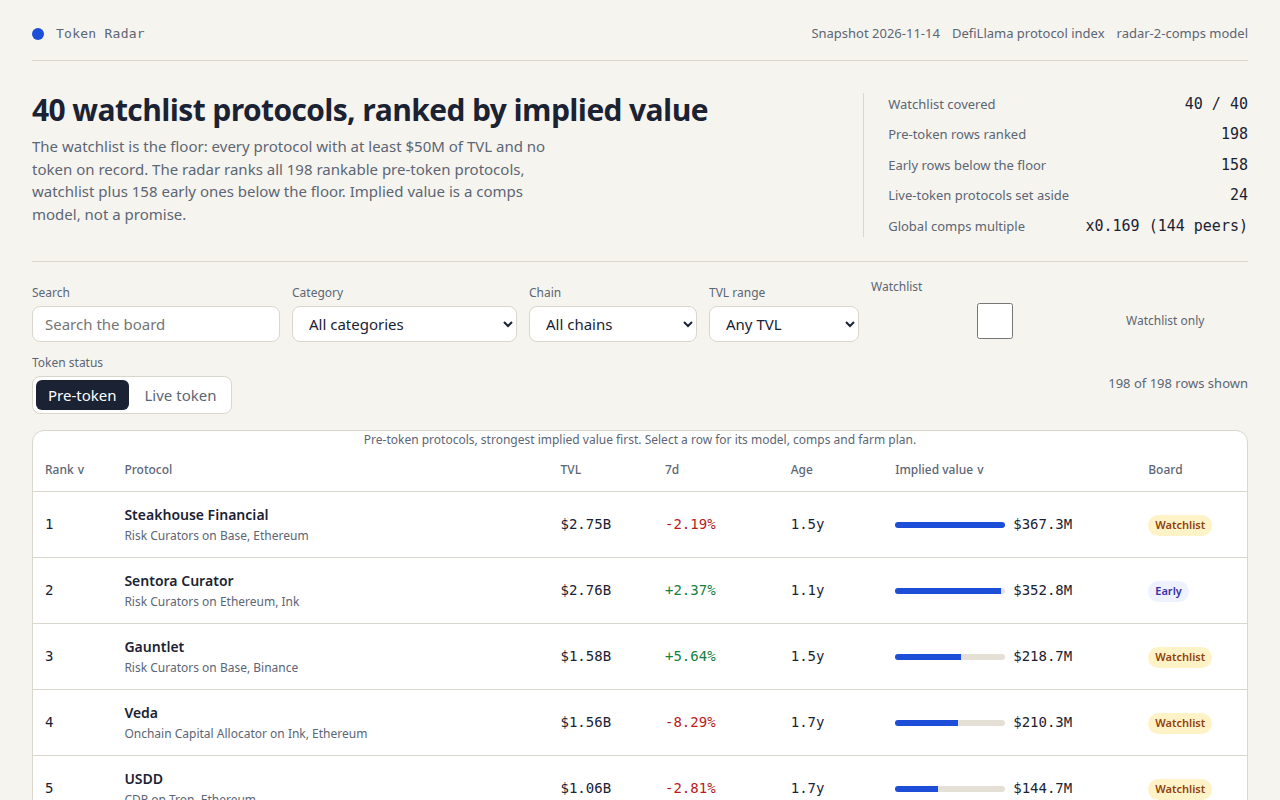 Token Radar
Snapshot 2026-11-14 DefiLlama protocol index radar-2-comps model
40 watchlist protocols, ranked by implied value
The watchlist is the floor: every protocol with at least $50M of TVL and no
token on record. The radar ranks all 198 rankable pre-token protocols,
watchlist plus 158 early ones below the floor. Implied value is a comps
model, not a promise.
Watchlist covered 40 / 40
Pre-token rows ranked 198
Early rows below the floor 158
Live-token protocols set aside 24
Global comps multiple x0.169 (144 peers)
Search Category Chain TVL range Watchlist
Search the board All categories All chains Any TVL Watchlist only
Token status
Pre-token Live token
198 of 198 rows shown
Pre-token protocols, strongest implied value first. Select a row for its model, comps and farm plan.
Rank v Protocol TVL 7d Age Implied value v Board
1 Steakhouse Financial $2.75B -2.19% 1.5y $367.3M Watchlist
Risk Curators on Base, Ethereum
2 Sentora Curator $2.76B +2.37% 1.1y $352.8M Early
Risk Curators on Ethereum, Ink
3 Gauntlet $1.58B +5.64% 1.5y $218.7M Watchlist
Risk Curators on Base, Binance
4 Veda $1.56B -8.29% 1.7y $210.3M Watchlist
Onchain Capital Allocator on Ink, Ethereum
5 USDD $1.06B -2.81% 1.7y $144.7M Watchlist
CDP on Tron, Ethereum